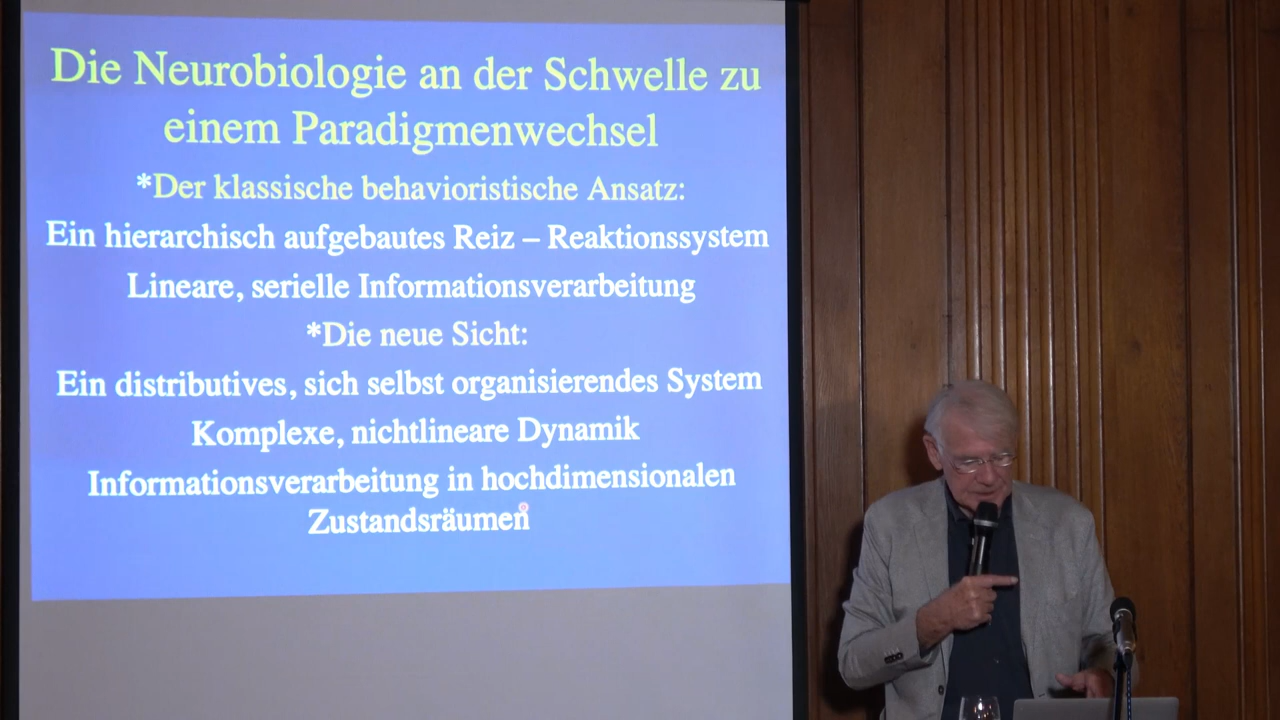 Die Neurobiologie an der Schwelle zu
einem Paradigmenwechsel
*Der klassische behavioristische Ansatz:
Ein hierarchisch aufgebautes Reiz – Reaktionssystem
Lineare, serielle Informationsverarbeitung
*Die neue Sicht:
Ein distributives, sich selbst organisierendes System
Komplexe, nichtlineare Dynamik
Informationsverarbeitung in hochdimensionalen
Zustandsräumen